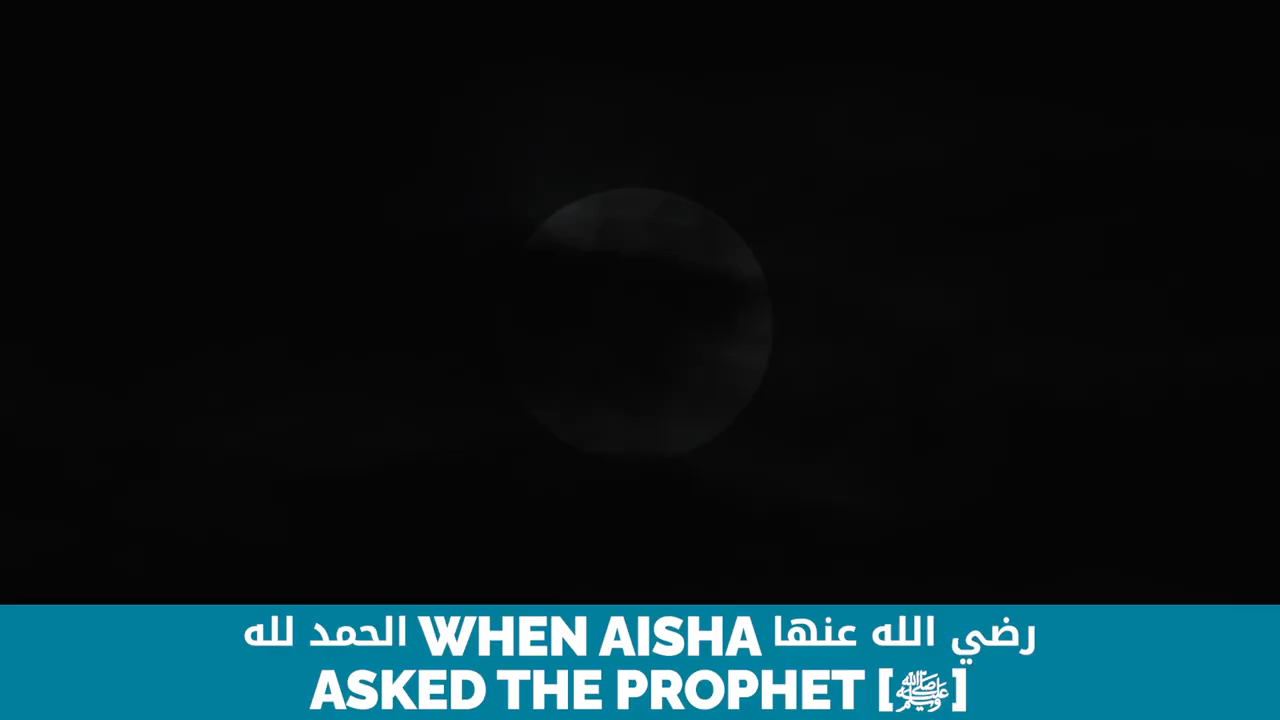 الحمد لله WHEN AISHA رضي الله عنها
ASKED THE PROPHET [ﷺ]